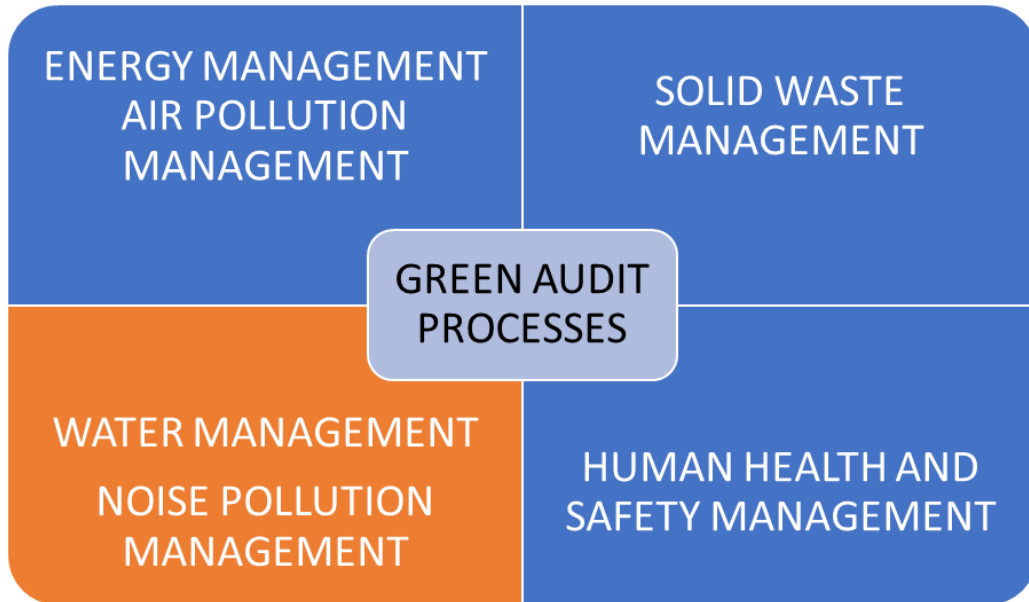 ENERGY MANAGEMENT
AIR POLLUTION
MANAGEMENT
SOLID WASTE
MANAGEMENT
GREEN AUDIT
PROCESSES
WATER MANAGEMENT
NOISE POLLUTION
MANAGEMENT
HUMAN HEALTH AND
SAFETY MANAGEMENT